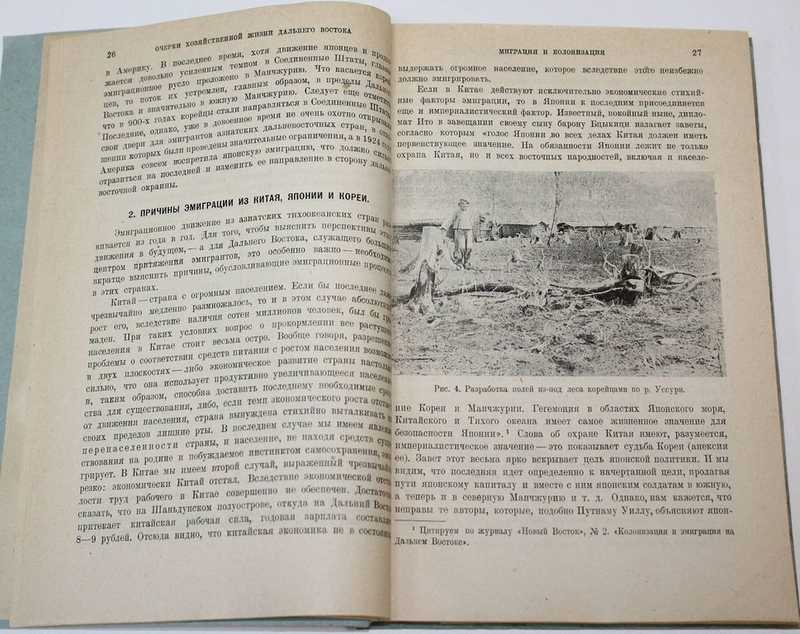 26
ОЧЕРКИ ХОЗЯЙСТВЕННОЙ ЖИЗНИ ДАЛЬНЕГО ВОСТОКА
в Америку. В последнее время, хотя движение японцев и
жается довольно усиленным темпом в Соединенные Штаты,
эмиграционное русло проложено в Манчжурию. Что касается
цев, то поток их устремлен, главным образом, в пределы Дальнего
Востока и значительно в южную Манчжурию. Следует еще
что в 900-х годах корейцы стали направляться в Соединенные Штаты.
Последние, однако, уже в довоенное время не очень охотно
свои двери для эмигрантов азиатских дальневосточных стран, в
шении которых были проведены значительные ограничения, а в 1924
Америка совсем воспретила японскую эмиграцию, что должно сильно
отразиться на последней и изменить ее направление в сторону
восточной окраины.
2. ПРИЧИНЫ ЭМИГРАЦИИ ИЗ КИТАЯ, ЯПОНИИ И КОРЕИ.
Эмиграционное движение из азиатских тихоокеанских стран
вивается из года в год. Для того, чтобы выяснить перспективы
движения в будущем, — а для Дальнего Востока, служащего
центром притяжения эмигрантов, это особенно важно — необходимо
вкратце выяснить причины, обусловливающие эмиграционные
в этих странах.
Китай — страна с огромным населением. Если бы последнее
чрезвычайно медленно размножалось, то и в этом случае
рост его, вследствие наличия сотен миллионов человек, был бы
маден. При таких условиях вопрос о прокормлении все
населения в Китае стоит весьма остро. Вообще говоря,
проблемы о соответствии средств питания с ростом населения
в двух плоскостях — либо экономическое развитие страны настолько
сильно, что она использует продуктивно увеличивающееся население
и, таким образом, способна доставить последнему необходимые
ства для существования, либо, если темп экономического роста
от движения населения, страна вынуждена стихийно выталкивать
своих пределов лишние рты. В последнем случае мы имеем
перенаселенности страны, и население, не находя средств
ствования на родине и побуждаемое инстинктом самосохранения,
грирует. В Китае мы имеем второй случай, выраженный чрезвычайно
резко: экономически Китай отстал. Вследствие экономической
лости труд рабочего в Китае совершенно не обеспечен. Достаточно
сказать, что на Шаньдунском полуострове, откуда на Дальний Восток
притекает китайская рабочая сила, годовая зарплата составляет
8—9 рублей. Отсюда видно, что китайская экономика не в состоянии
МИГРАЦИЯ И КОЛОНИЗАЦИЯ
27
выдержать огромное население, которое вследствие этого неизбежно
должно эмигрировать.
Если в Китае действуют исключительно экономические стихий-
ные факторы эмиграции, то в Японии к последним присоединяется
еще и империалистический фактор. Известный, покойный ныне, дипло-
мат Ито в завещании своему сыну барону Ецыкици излагает заветы,
согласно которым «голос Японии во всех делах Китая должен иметь
первенствующее значение. На обязанности Японии лежит не только
охрана Китая, но и всех восточных народностей, включая и населе-
Рис. 4. Разработка полей из-под леса корейцами по р. Уссури.
ние Кореи и Манчжурии. Гегемония в областях Японского моря,
Китайского и Тихого океана имеет самое жизненное значение для
безопасности Японии».¹ Слова об охране Китая имеют, разумеется,
империалистическое значение — это показывает судьба Кореи (анексия
ее). Завет этот весьма ярко вскрывает цель японской политики. И мы
видим, что последняя идет определенно к начертанной цели, пролагая
пути японскому капиталу и вместе с ним японским солдатам в южную,
а теперь и в северную Манчжурию и т. д. Однако, нам кажется, что
неправы те авторы, которые, подобно Путнаму Уиллу, объясняют япон-
¹ Цитируем по журналу «Новый Восток», № 2. «Колонизация и эмиграция на
Дальнем Востоке».